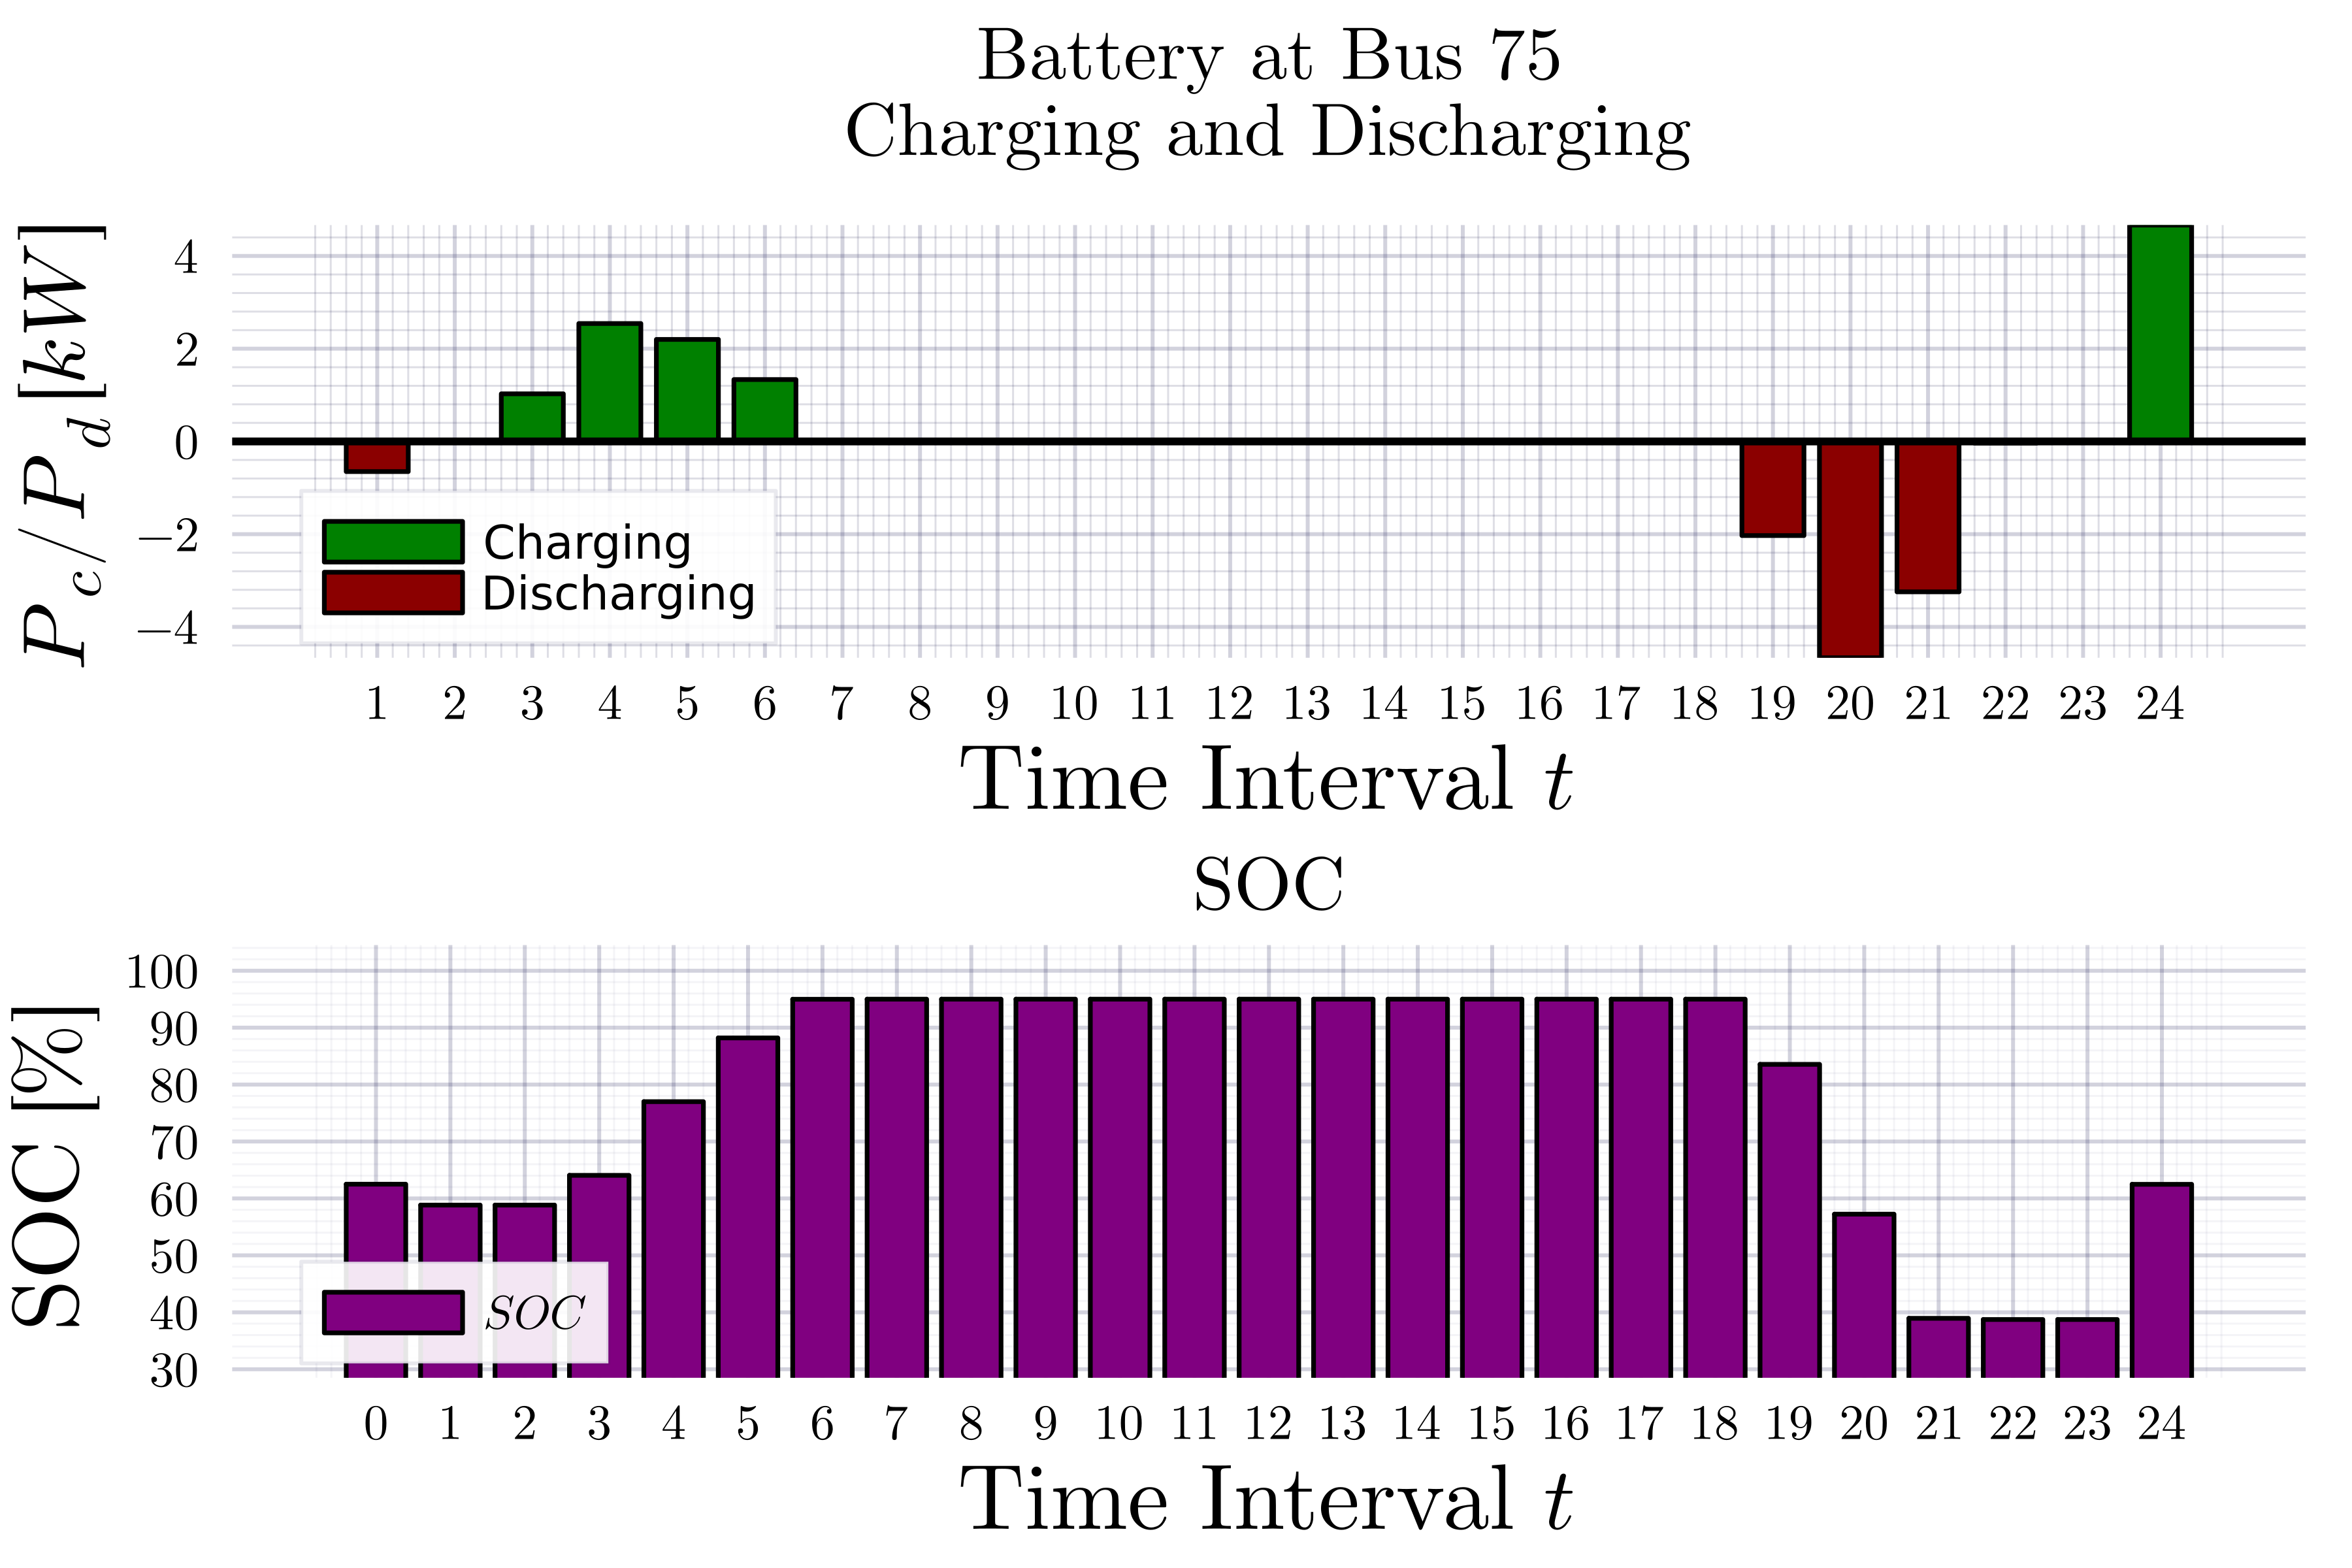 Battery at Bus 75
Charging and Discharging
P_c/P_d [kW]
4
2
0
−2
−4
Charging
Discharging
1 2 3 4 5 6 7 8 9 10 11 12 13 14 15 16 17 18 19 20 21 22 23 24
Time Interval t
SOC
SOC [%]
100
90
80
70
60
50
40
30
SOC
0 1 2 3 4 5 6 7 8 9 10 11 12 13 14 15 16 17 18 19 20 21 22 23 24
Time Interval t